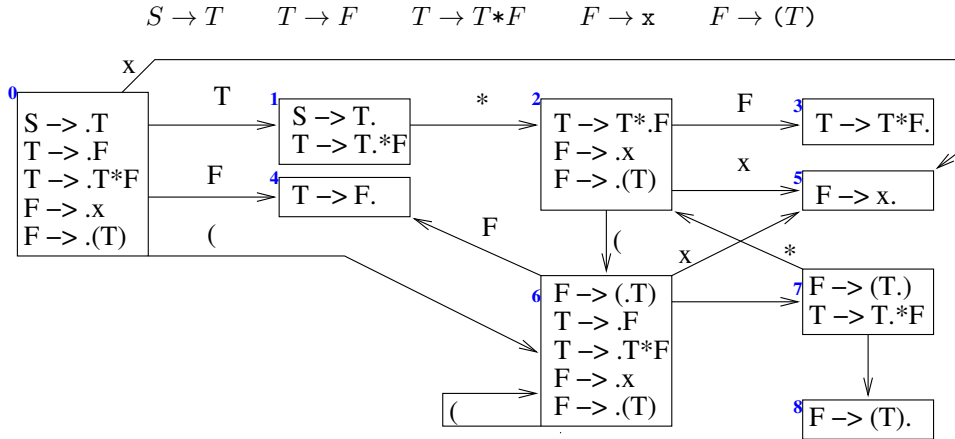 S → T T → F T → T*F F → x F → (T)
x
0
S –> .T
T –> .F
T –> .T*F
F –> .x
F –> .(T)
T
F
(
1
S –> T.
T –> T.*F
4
T –> F.
*
2
T –> T*.F
F –> .x
F –> .(T)
F
x
3
T –> T*F.
5
F –> x.
F
(
x
*
6
F –> (.T)
T –> .F
T –> .T*F
F –> .x
F –> .(T)
(
7
F –> (T.)
T –> T.*F
8
F –> (T).